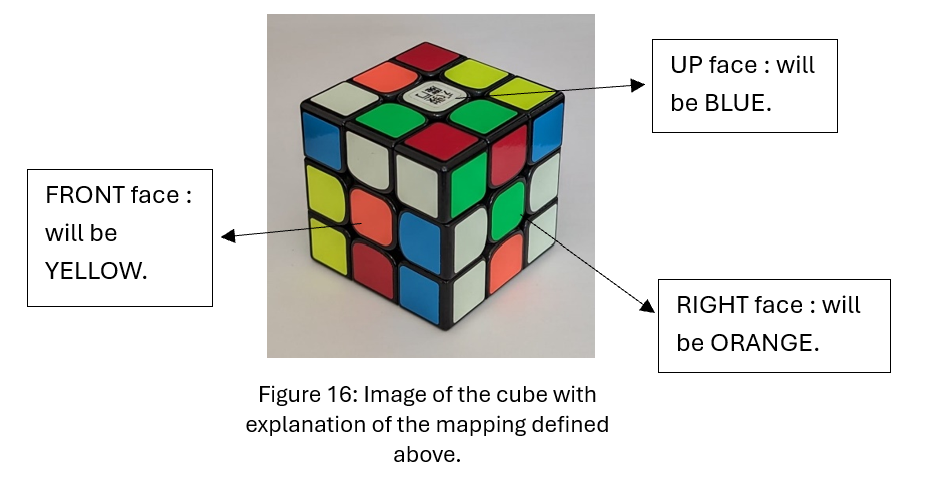 UP face : will
be BLUE.
FRONT face :
will be
YELLOW.
RIGHT face : will
be ORANGE.
Figure 16: Image of the cube with
explanation of the mapping defined
above.